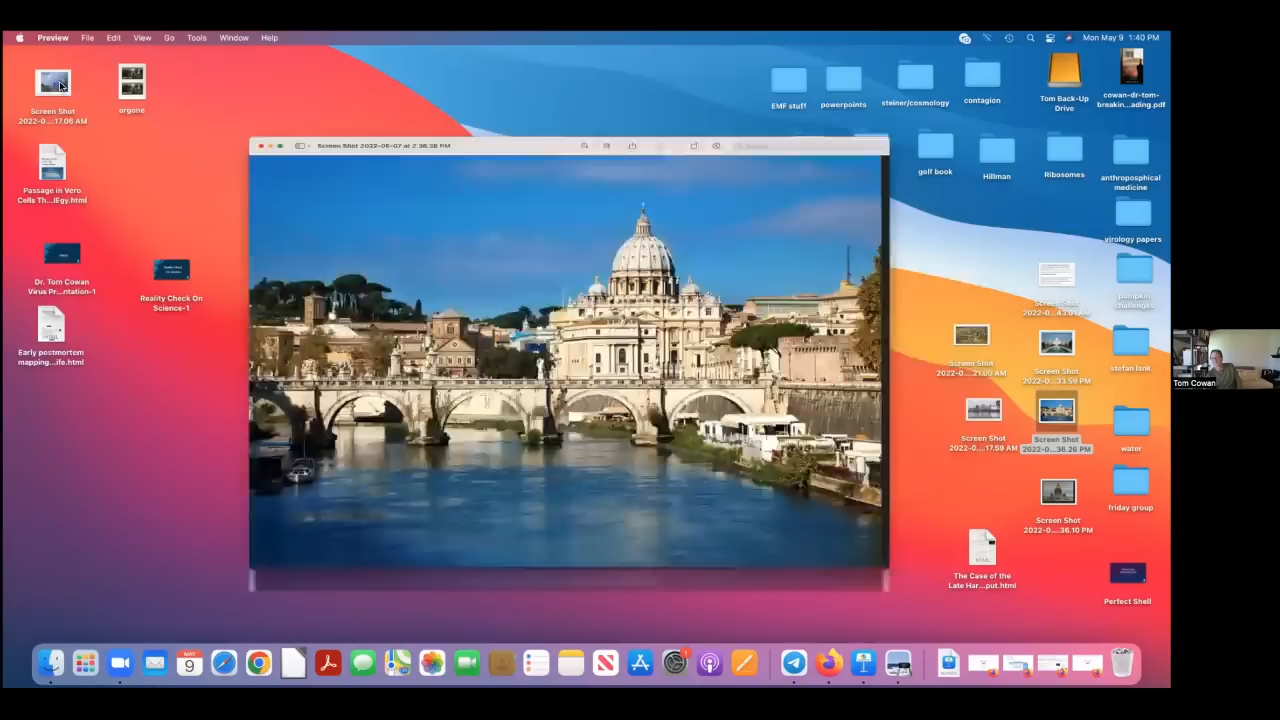 Preview File Edit View Go Tools Window Help
Mon May 9 1:40 PM
Screen Shot
2022-0....17.06 AM
orgone
EMF stuff
powerpoints
steiner/cosmology
contagion
Tom Back-Up
Drive
cowan-dr-tom-
breakin...ading.pdf
Screen Shot 2022-05-07 at 2.36.26 PM
Passage in Vero
Cells Th...IEgy.html
golf book
Hillman
Ribosomes
anthroposphical
medicine
virology papers
Dr. Tom Cowan
Virus Pr...ntation-1
Reality Check On
Science-1
Screen Shot
2022-0....43.01 AM
pumpkin
challenges
Early postmortem
mapping...ife.html
Screen Shot
2022-0....21.00 AM
Screen Shot
2022-0....33.59 PM
stefan lank
Tom Cowan
Screen Shot
2022-0....17.59 AM
Screen Shot
2022-0....36.26 PM
water
friday group
Screen Shot
2022-0....36.10 PM
HTML
The Case of the
Late Har...put.html
Perfect Shell
MAY
9